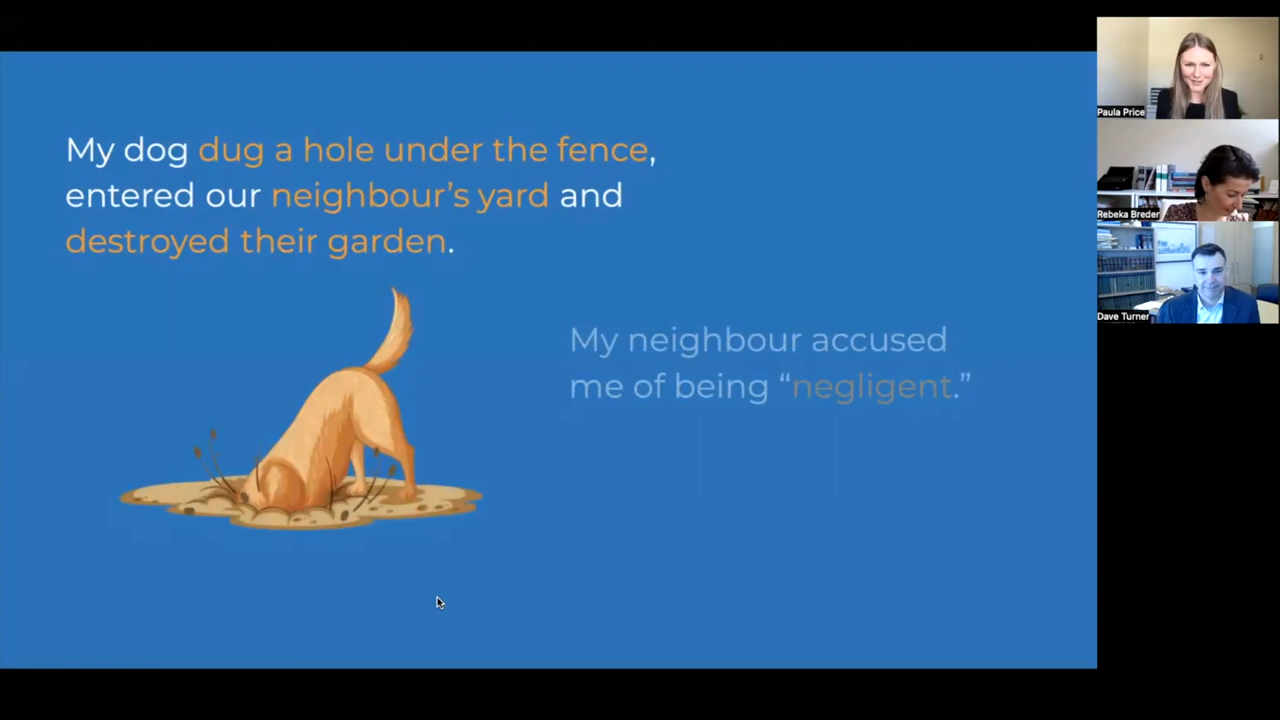 My dog dug a hole under the fence,
entered our neighbour’s yard and
destroyed their garden.
My neighbour accused
me of being “negligent.”
Paula Price
Rebeka Breder
Dave Turner